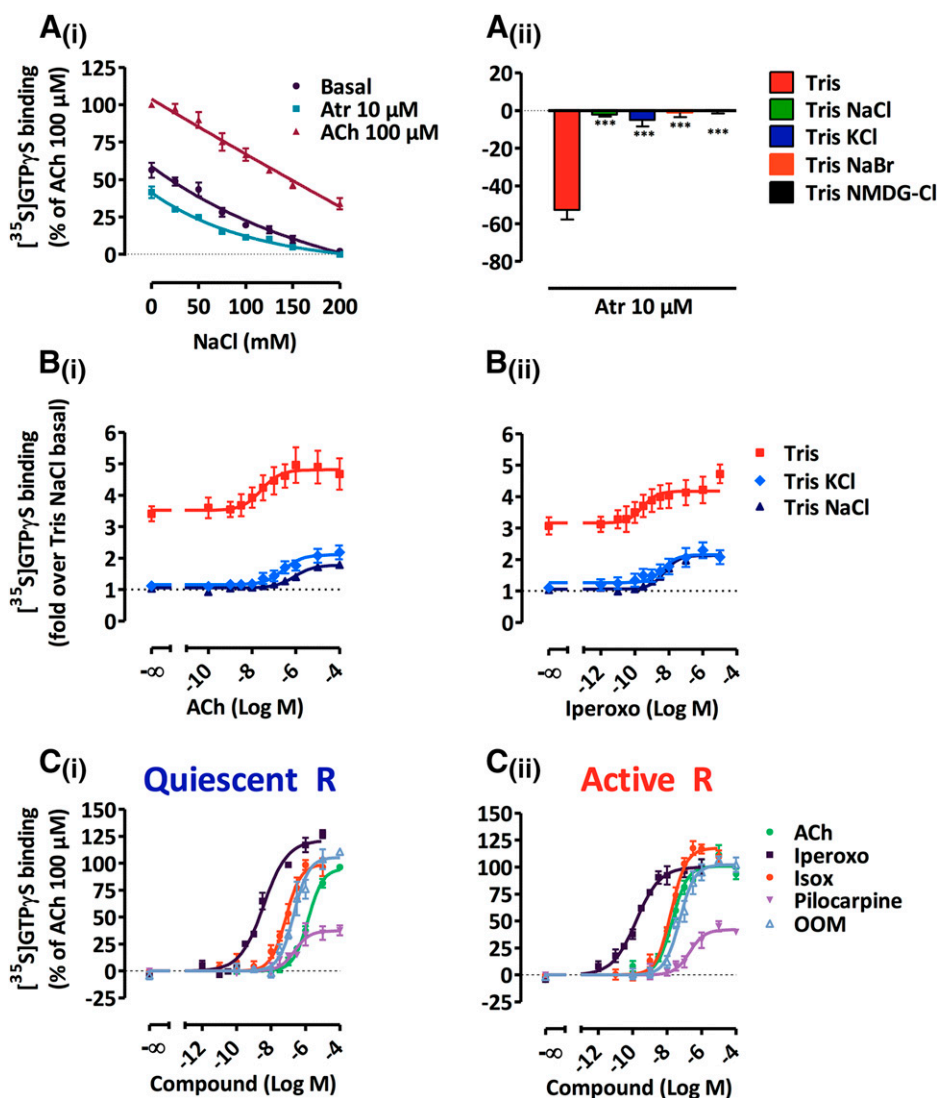 A(i)
[³⁵S]GTPγS binding
(% of ACh 100 µM)
125
100
75
50
25
0
0 50 100 150 200
NaCl (mM)
Basal
Atr 10 µM
ACh 100 µM
A(ii)
20
0
-20
-40
-60
-80
*** *** *** ***
Atr 10 µM
Tris
Tris NaCl
Tris KCl
Tris NaBr
Tris NMDG-Cl
B(i)
[³⁵S]GTPγS binding
(fold over Tris NaCl basal)
6
5
4
3
2
1
0
-∞ -10 -8 -6 -4
ACh (Log M)
B(ii)
6
5
4
3
2
1
0
-∞ -12 -10 -8 -6 -4
Iperoxo (Log M)
Tris
Tris KCl
Tris NaCl
C(i)
Quiescent R
[³⁵S]GTPγS binding
(% of ACh 100 µM)
150
125
100
75
50
25
0
-25
-∞ -12 -10 -8 -6 -4
Compound (Log M)
C(ii)
Active R
150
125
100
75
50
25
0
-25
-∞ -12 -10 -8 -6 -4
Compound (Log M)
ACh
Iperoxo
Isox
Pilocarpine
OOM